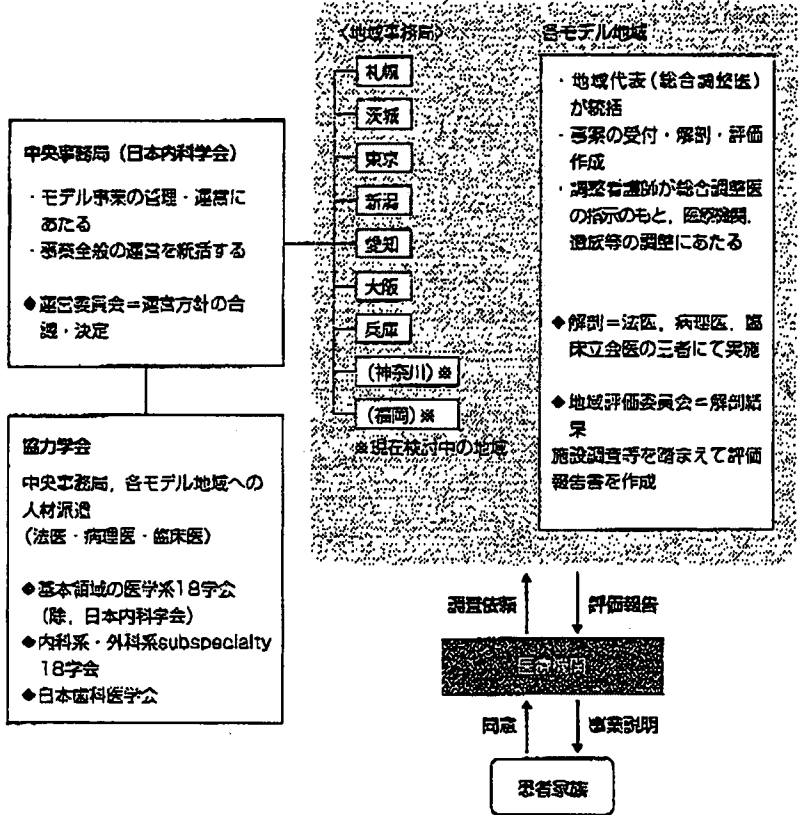 中央事務局（日本内科学会）
・モデル事業の管理・運営に
あたる
・事業全般の運営を統括する
◆運営委員会＝運営方針の合
議・決定
協力学会
中央事務局，各モデル地域への
人材派遣
（法医・病理医・臨床医）
◆基本領域の医学系18学会
（除，日本内科学会）
◆内科系・外科系subspecialty
18学会
◆日本歯科医学会
〈地域事務局〉
札幌
茨城
東京
新潟
愛知
大阪
兵庫
（神奈川）※
（福岡）※
※現在検討中の地域
各モデル地域
・地域代表（総合調整医）
が統括
・事案の受付・解剖・評価
作成
・調整看護師が総合調整医
の指示のもと，医療機関，
遺族等の調整にあたる
◆解剖＝法医，病理医，臨
床立会医の三者にて実施
◆地域評価委員会＝解剖結
果
施設調査等を踏まえて評価
報告書を作成
調査依頼
評価報告
医療機関
同意
事業説明
患者家族